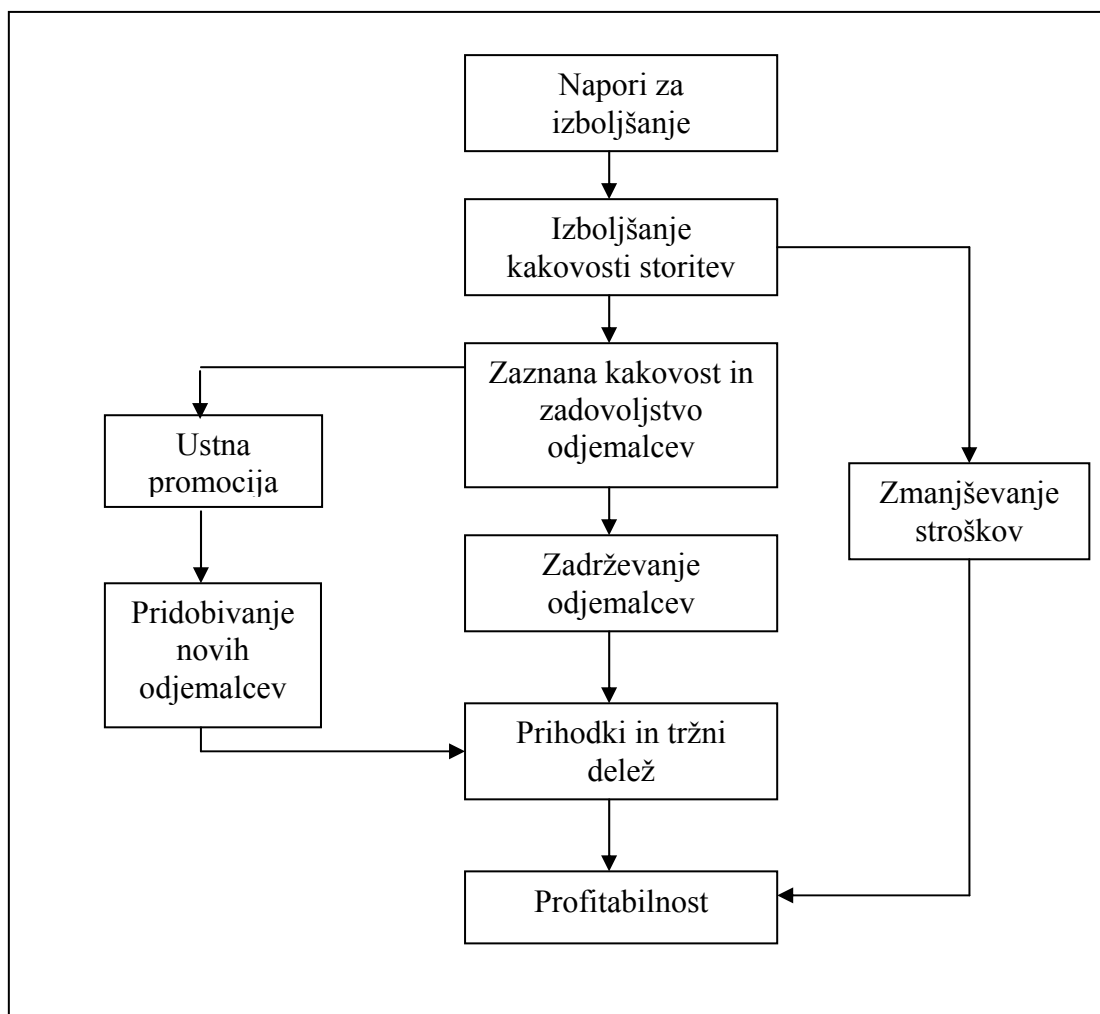 Napori za
izboljšanje
Izboljšanje
kakovosti storitev
Zaznana kakovost in
zadovoljstvo
odjemalcev
Ustna
promocija
Zmanjševanje
stroškov
Zadrževanje
odjemalcev
Pridobivanje
novih
odjemalcev
Prihodki in tržni
delež
Profitabilnost